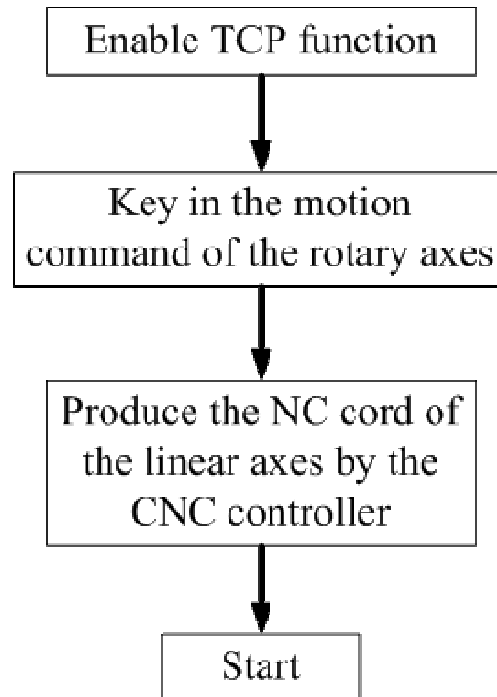 Enable TCP function
Key in the motion
command of the rotary axes
Produce the NC cord of
the linear axes by the
CNC controller
Start